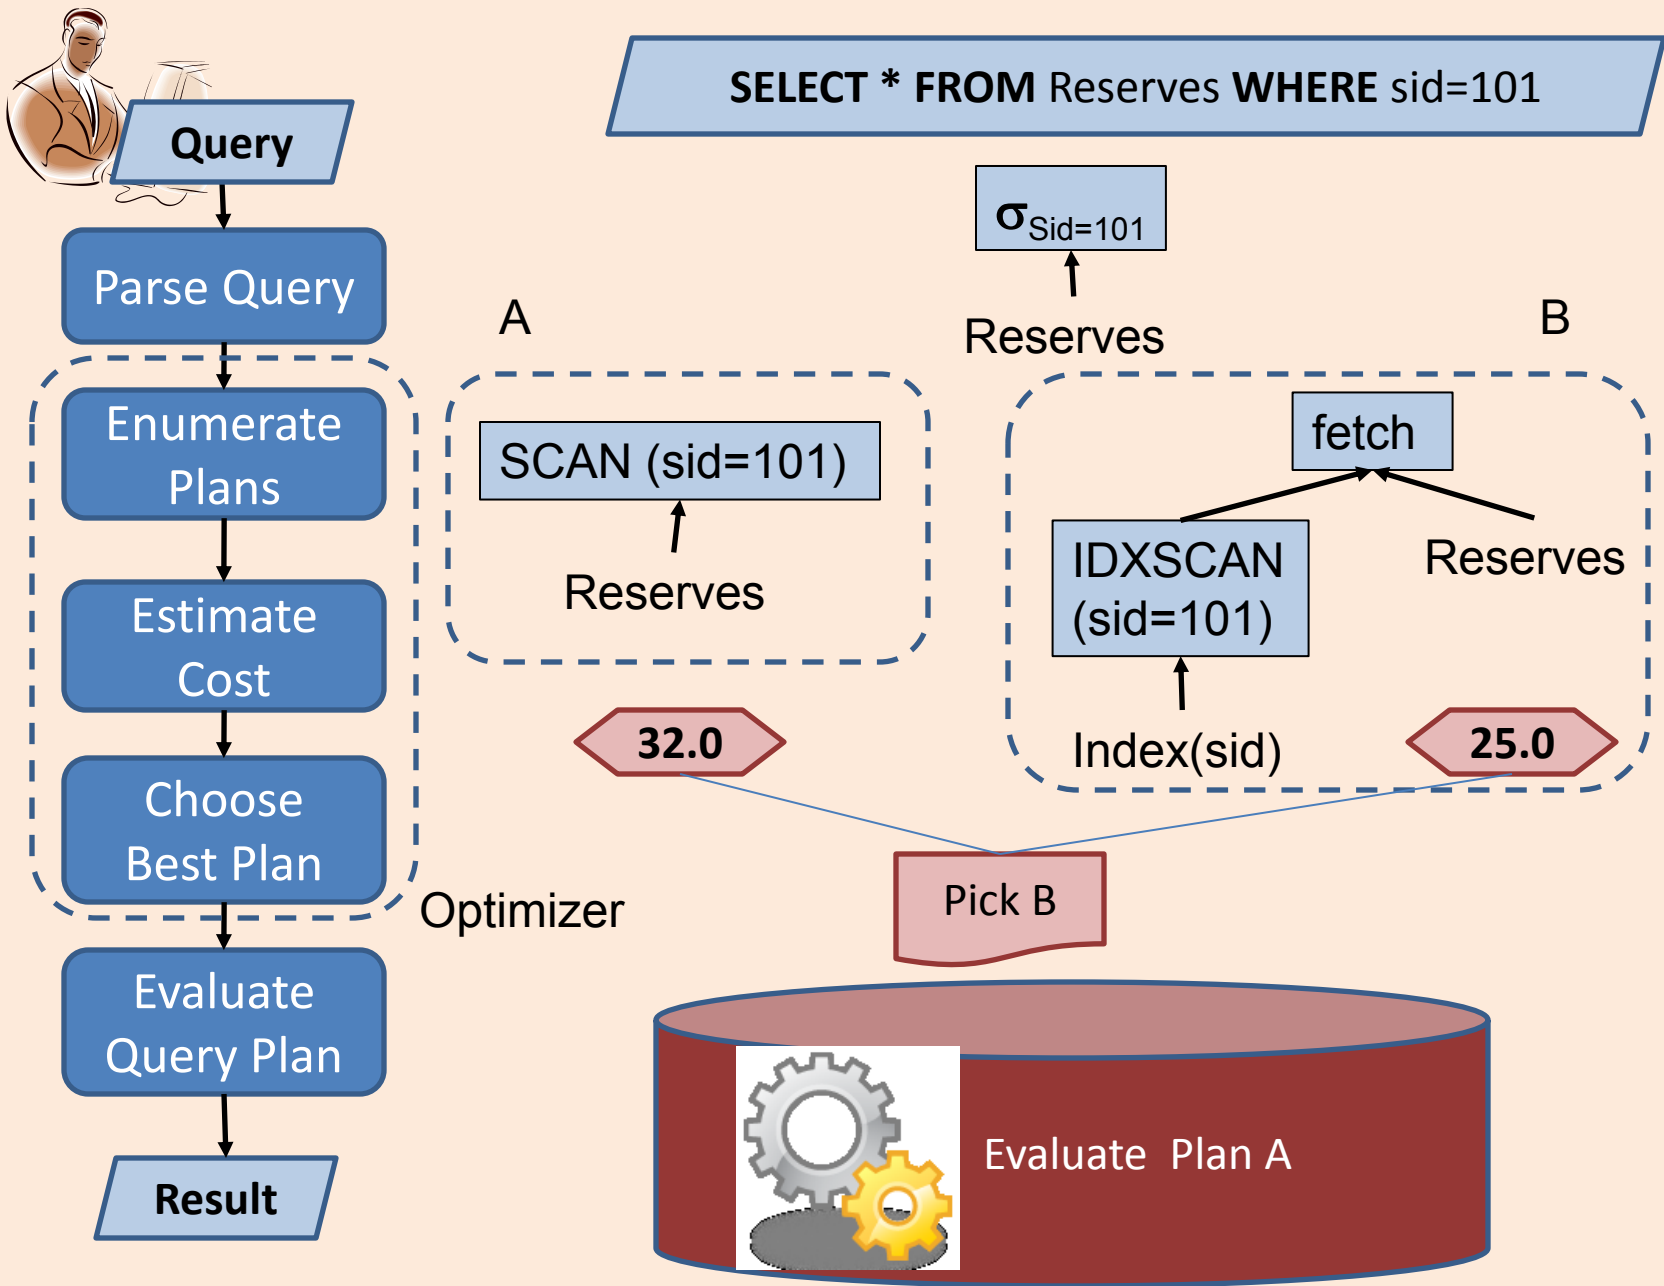 Query
Parse Query
Enumerate
Plans
Estimate
Cost
Choose
Best Plan
Optimizer
Evaluate
Query Plan
Result
SELECT * FROM Reserves WHERE sid=101
σSid=101
Reserves
A
SCAN (sid=101)
Reserves
32.0
B
fetch
IDXSCAN
(sid=101)
Reserves
Index(sid)
25.0
Pick B
Evaluate Plan A